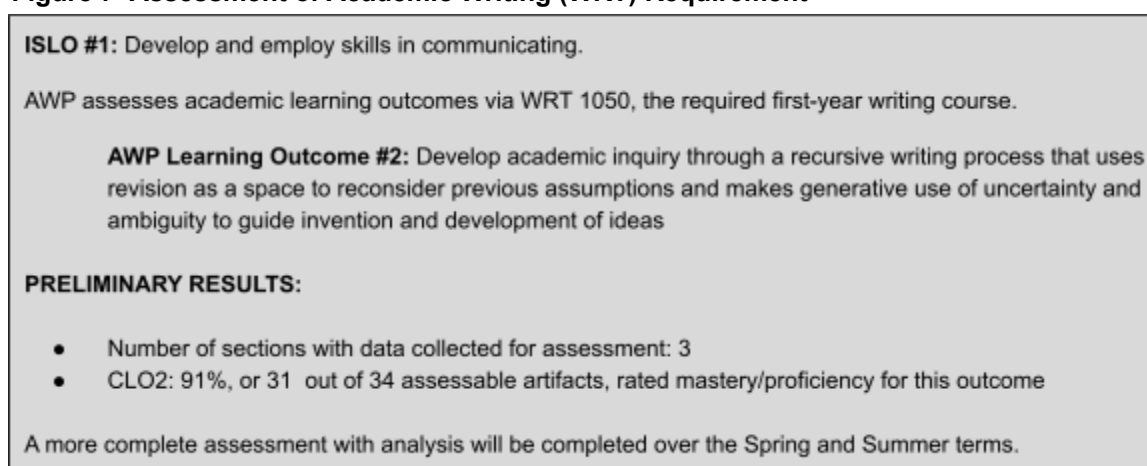 ISLO #1: Develop and employ skills in communicating.
AWP assesses academic learning outcomes via WRT 1050, the required first-year writing course.
AWP Learning Outcome #2: Develop academic inquiry through a recursive writing process that uses
revision as a space to reconsider previous assumptions and makes generative use of uncertainty and
ambiguity to guide invention and development of ideas
PRELIMINARY RESULTS:
● Number of sections with data collected for assessment: 3
● CLO2: 91%, or 31 out of 34 assessable artifacts, rated mastery/proficiency for this outcome
A more complete assessment with analysis will be completed over the Spring and Summer terms.